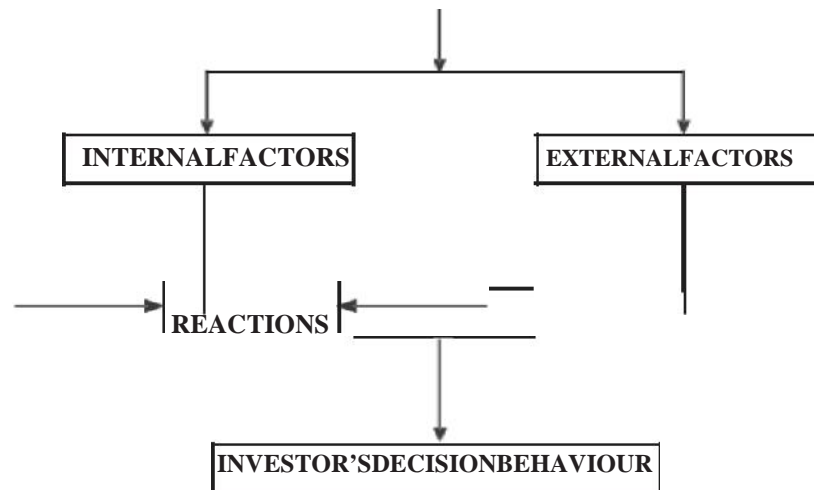 INTERNALFACTORS
EXTERNALFACTORS
REACTIONS
INVESTOR’SDECISIONBEHAVIOUR